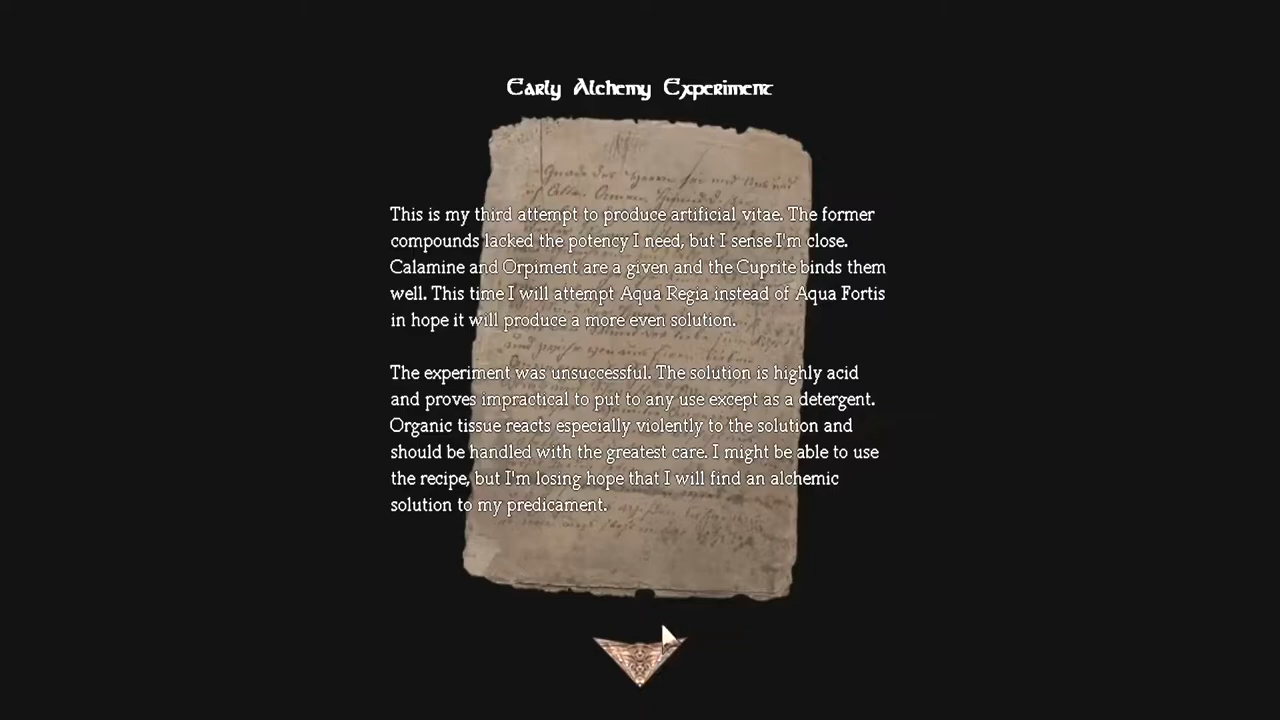 Early Alchemy Experiment
This is my third attempt to produce artificial vitae. The former
compounds lacked the potency I need, but I sense I'm close.
Calamine and Orpiment are a given and the Cuprite binds them
well. This time I will attempt Aqua Regia instead of Aqua Fortis
in hope it will produce a more even solution.
The experiment was unsuccessful. The solution is highly acid
and proves impractical to put to any use except as a detergent.
Organic tissue reacts especially violently to the solution and
should be handled with the greatest care. I might be able to use
the recipe, but I'm losing hope that I will find an alchemic
solution to my predicament.